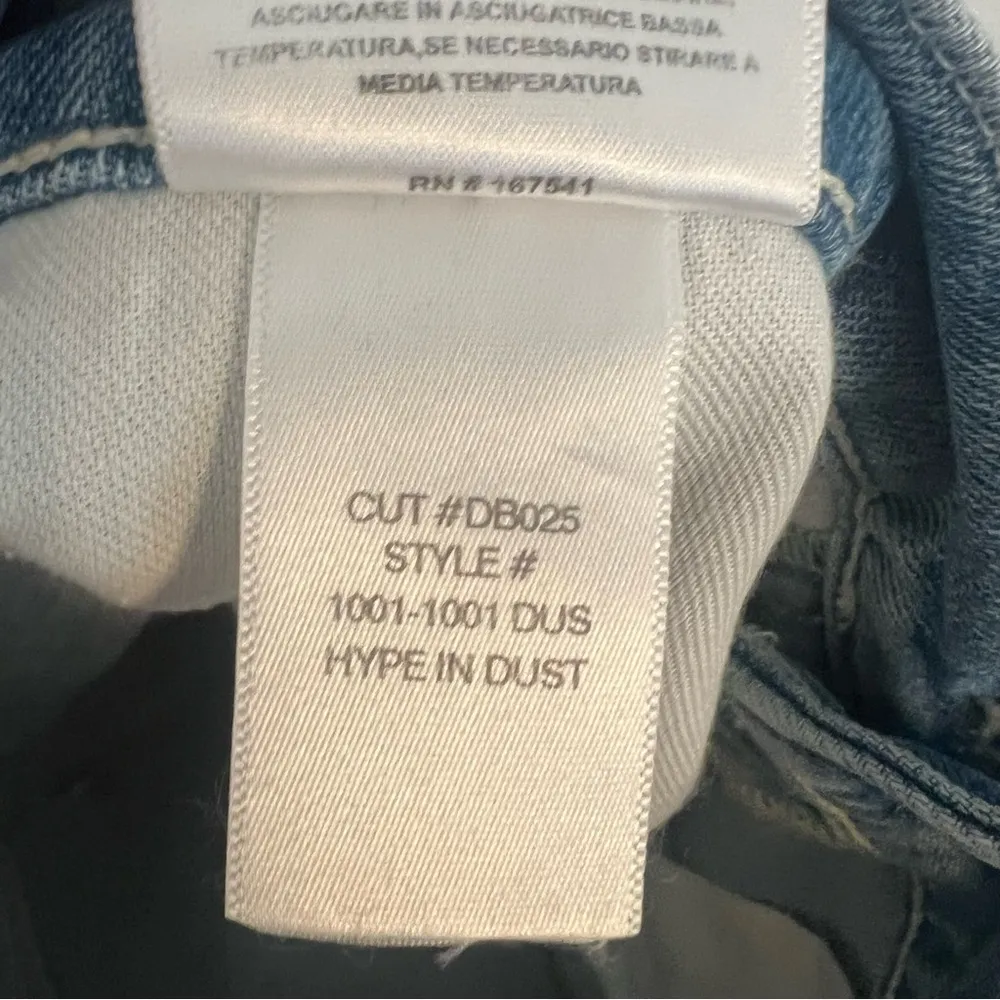 ASCIUGARE IN ASCIUGATRICE BASSA
TEMPERATURA,SE NECESSARIO STIRARE A
MEDIA TEMPERATURA
RN # 167541
CUT #DB025
STYLE #
1001-1001 DUS
HYPE IN DUST